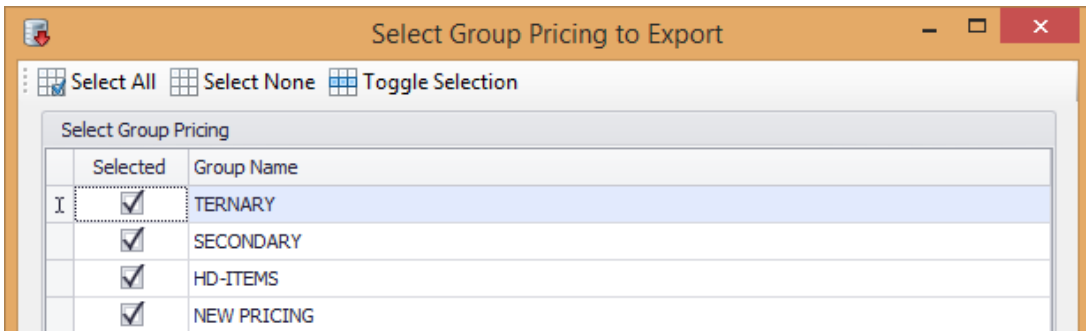 Select Group Pricing to Export
Select All Select None Toggle Selection
Select Group Pricing
Selected Group Name
TERNARY
SECONDARY
HD-ITEMS
NEW PRICING